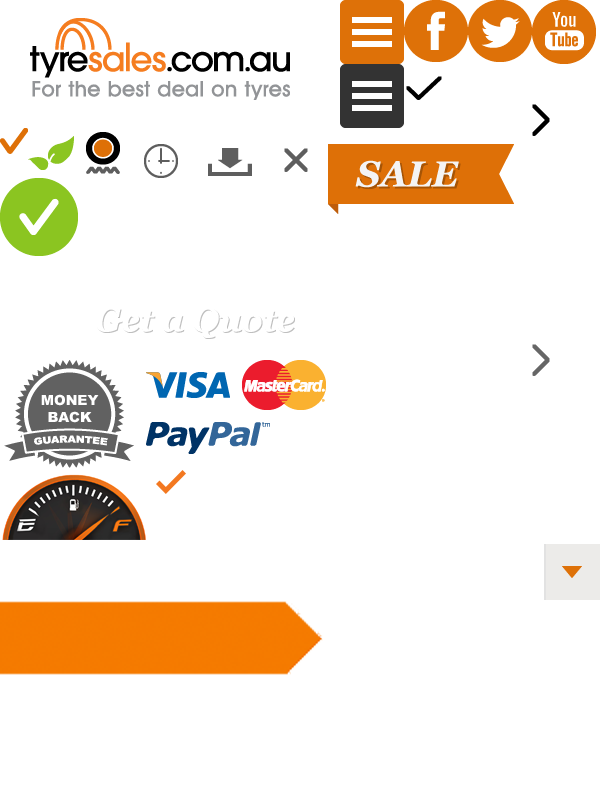 tyresales.com.au
For the best deal on tyres
You
Tube
SALE
Get a Quote
MONEY
BACK
GUARANTEE
VISA
MasterCard
PayPal™
E F